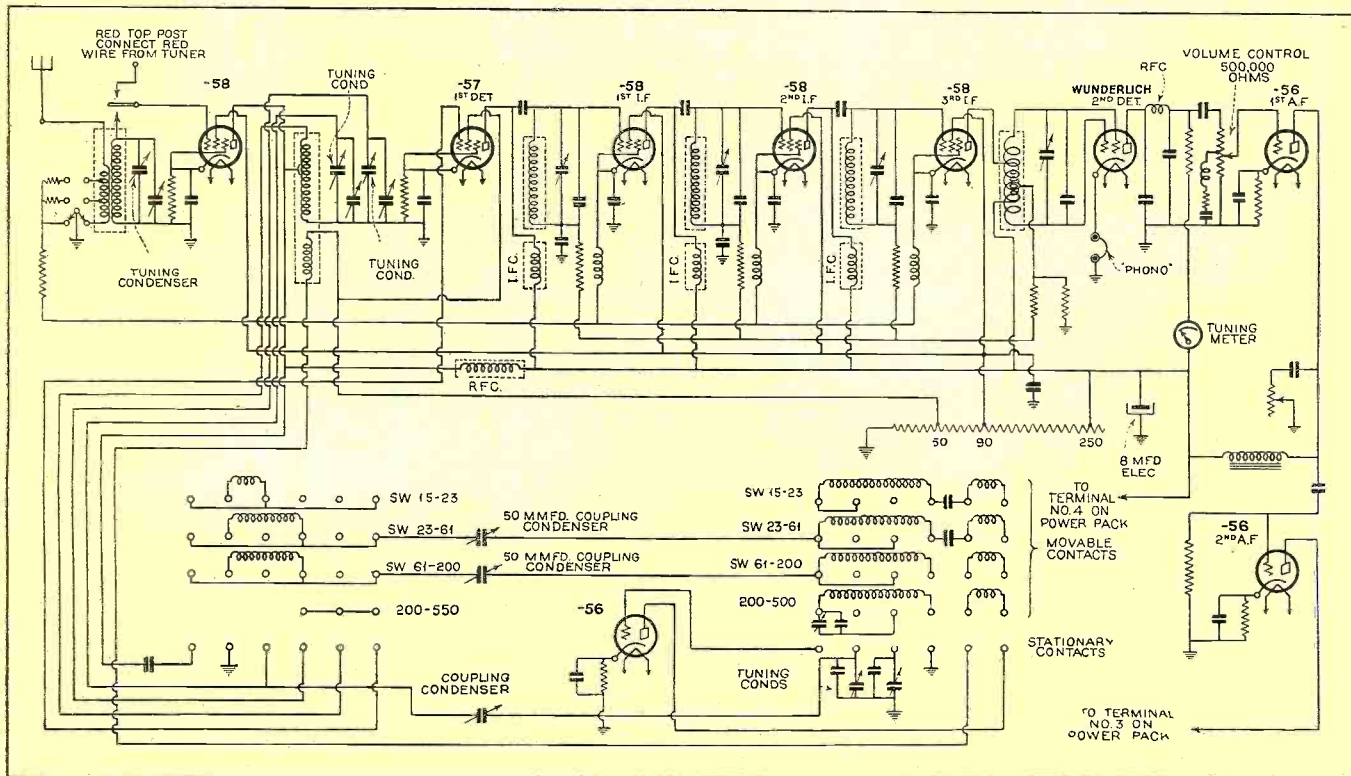 RED TOP POST
CONNECT RED
WIRE FROM TUNER
-58
TUNING
COND
-57
1ST DET.
-58
1ST I.F
-58
2ND I.F
-58
3RD I.F
WUNDERLICH
2ND DET.
RFC
VOLUME CONTROL
500,000
OHMS
-56
1ST A.F
TUNING
CONDENSER
TUNING
COND.
I.F.C.
I.F.C.
I.F.C.
"PHONO"
TUNING
METER
R.F.C.
50
90
250
8 MFD
ELEC
SW 15-23
SW 23-61
SW 61-200
200-550
50 MMFD. COUPLING
CONDENSER
50 MMFD. COUPLING
CONDENSER
SW 15-23
SW 23-61
SW 61-200
200-500
TO
TERMINAL
NO.4 ON
POWER PACK
MOVABLE
CONTACTS
-56
2ND A.F
-56
STATIONARY
CONTACTS
COUPLING
CONDENSER
TUNING
CONDS
TO TERMINAL
NO.3 ON
POWER PACK